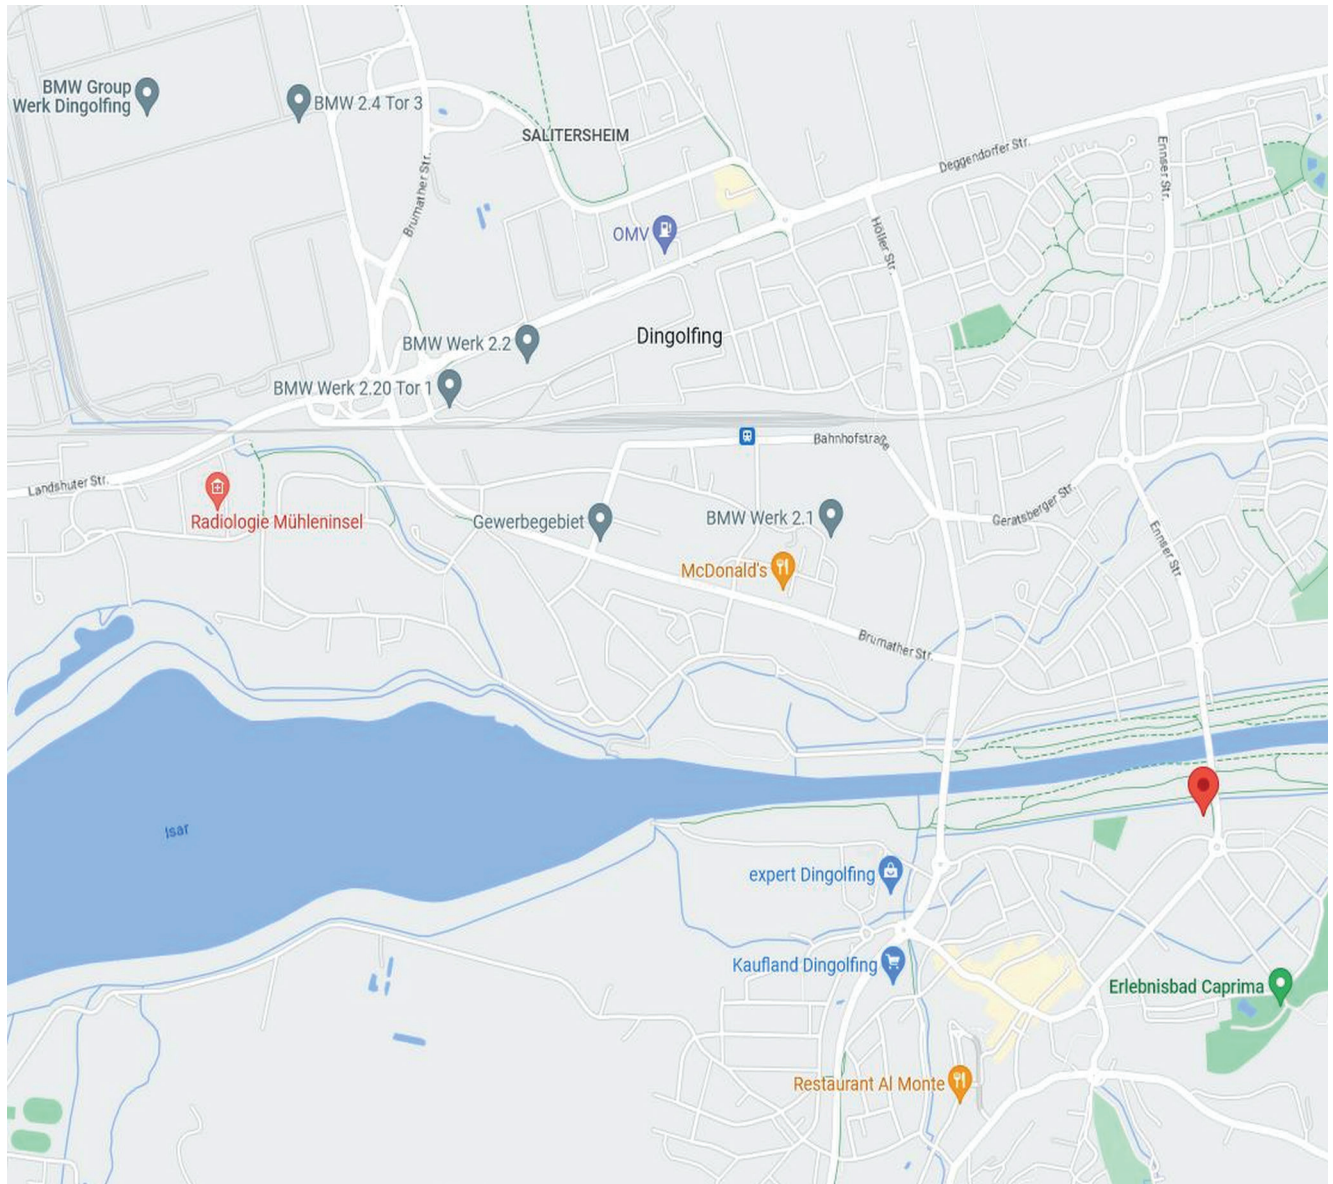 BMW Group
Werk Dingolfing
BMW 2.4 Tor 3
SALITERSHEIM
Deggendorfer Str.
Ennser Str.
Brumather Str.
OMV
Höller Str.
Dingolfing
BMW Werk 2.2
BMW Werk 2.20 Tor 1
Bahnhofstraße
Landshuter Str.
Radiologie Mühleninsel
Gewerbegebiet
BMW Werk 2.1
Geratsberger Str.
Ennser Str.
McDonald's
Brumather Str.
Isar
expert Dingolfing
Kaufland Dingolfing
Erlebnisbad Caprima
Restaurant Al Monte